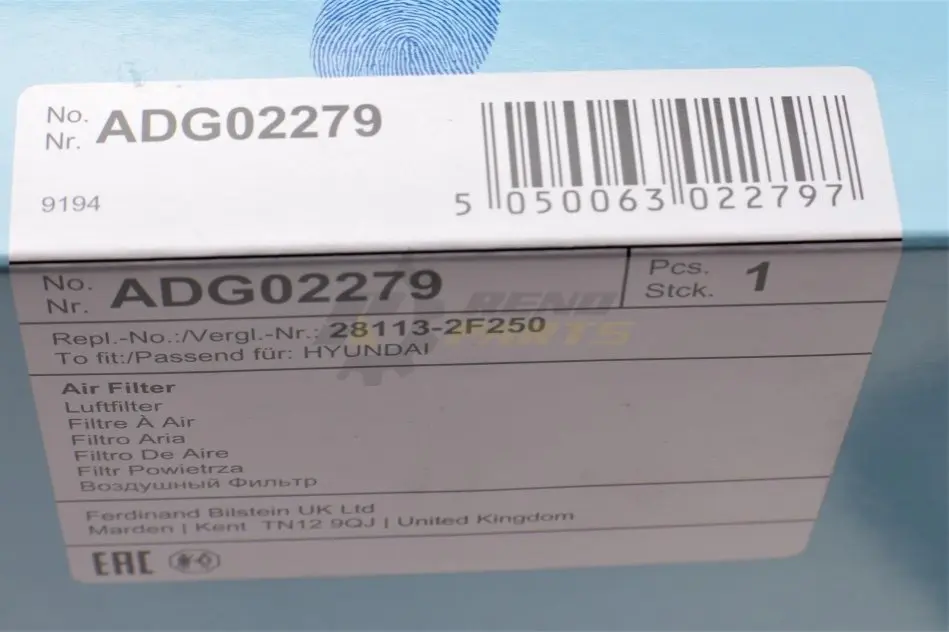 No.
Nr. ADG02279
9194
5 050063 022797
No.
Nr. ADG02279
Pcs.
Stck. 1
Repl.-No.:/Vergl.-Nr.: 28113-2F250
To fit:/Passend für: HYUNDAI
Air Filter
Luftfilter
Filtre À Air
Filtro Aria
Filtro De Aire
Filtr Powietrza
Воздушный Фильтр
Ferdinand Bilstein UK Ltd
Marden | Kent TN12 9QJ | United Kingdom
EAC
RENO
PARTS